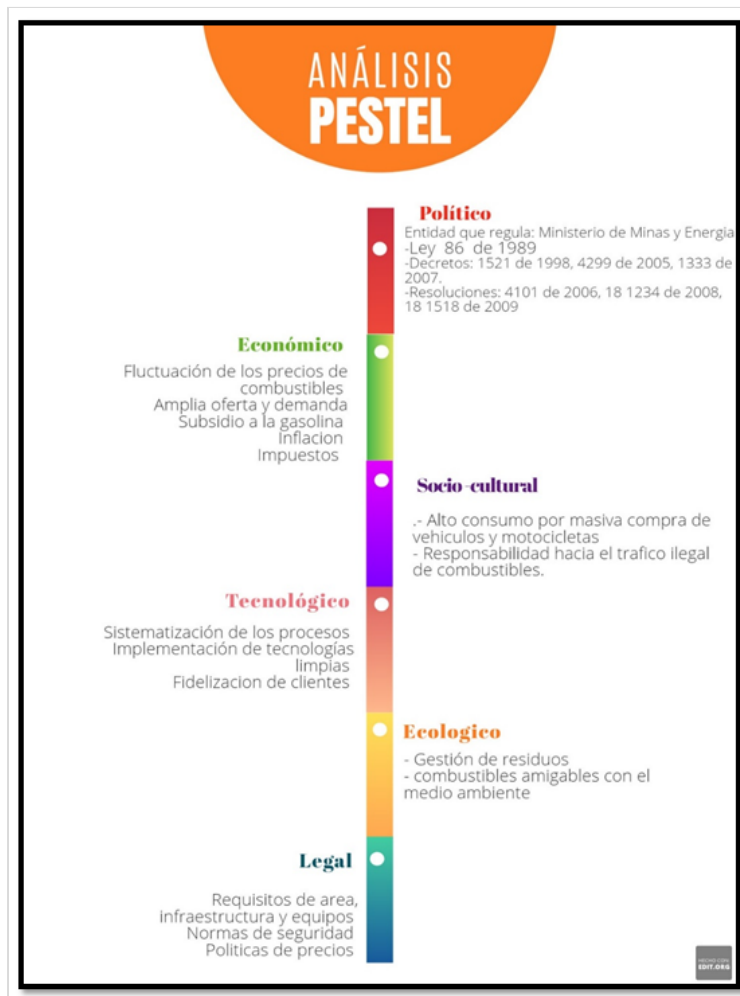 ANÁLISIS
PESTEL
Político
Entidad que regula: Ministerio de Minas y Energia
-Ley 86 de 1989
-Decretos: 1521 de 1998, 4299 de 2005, 1333 de
2007.
-Resoluciones: 4101 de 2006, 18 1234 de 2008,
18 1518 de 2009
Económico
Fluctuación de los precios de
combustibles
Amplia oferta y demanda
Subsidio a la gasolina
Inflacion
Impuestos
Socio-cultural
.- Alto consumo por masiva compra de
vehiculos y motocicletas
- Responsabilidad hacia el trafico ilegal
de combustibles.
Tecnológico
Sistematización de los procesos
Implementación de tecnologías
limpias
Fidelizacion de clientes
Ecologico
- Gestión de residuos
- combustibles amigables con el
medio ambiente
Legal
Requisitos de area,
infraestructura y equipos
Normas de seguridad
Politicas de precios
HECHO CON
EDIT.ORG